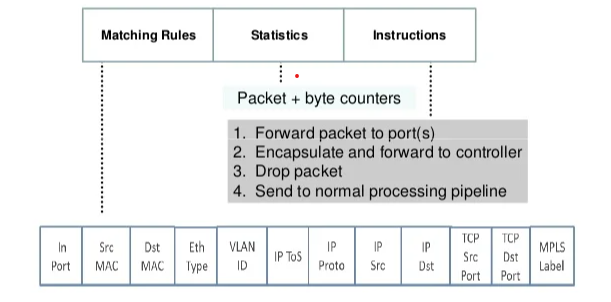 Matching Rules Statistics Instructions
Packet + byte counters
1. Forward packet to port(s)
2. Encapsulate and forward to controller
3. Drop packet
4. Send to normal processing pipeline
In Port
Src MAC
Dst MAC
Eth Type
VLAN ID
IP ToS
IP Proto
IP Src
IP Dst
TCP Src Port
TCP Dst Port
MPLS Label